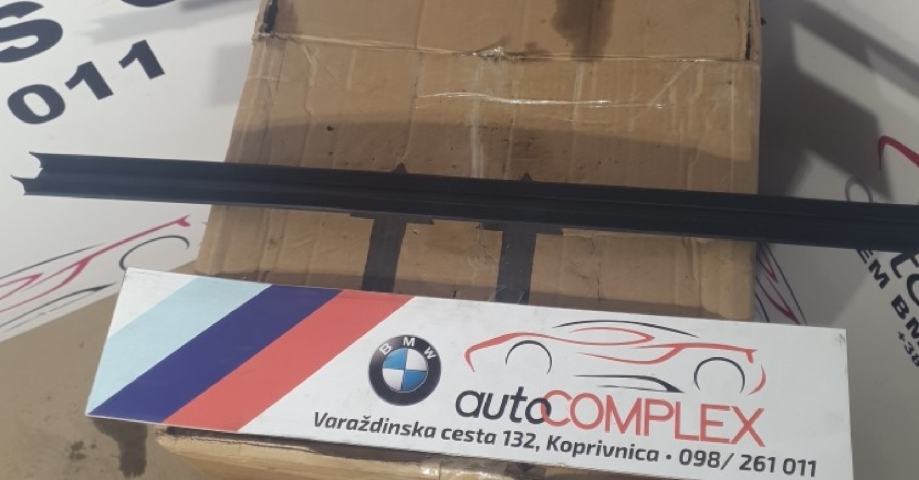 011
BMW
autoCOMPLEX
Varaždinska cesta 132, Koprivnica • 098/ 261 011